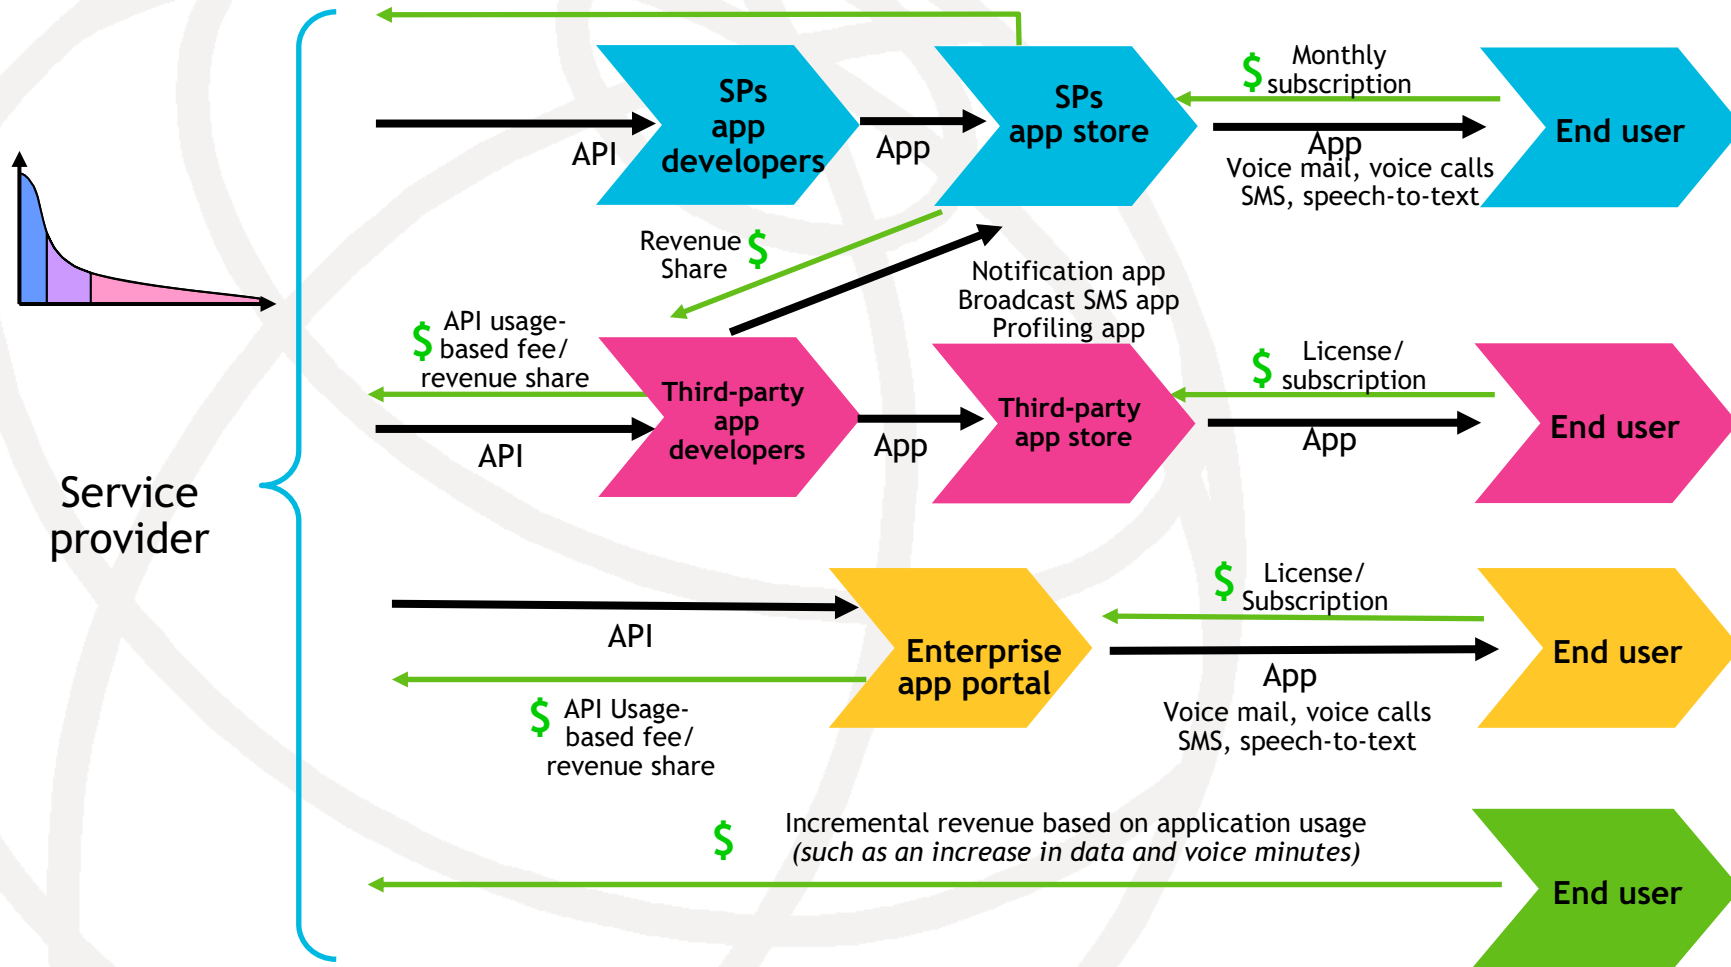 $ Monthly
subscription
SPs
app
developers
SPs
app store
End user
API
App
App
Voice mail, voice calls
SMS, speech-to-text
Revenue $
Share
Notification app
Broadcast SMS app
Profiling app
$ API usage-
based fee/
revenue share
$ License/
subscription
Third-party
app
developers
Third-party
app store
End user
API
App
App
Service
provider
$ License/
Subscription
API
Enterprise
app portal
End user
App
$ API Usage-
based fee/
revenue share
Voice mail, voice calls
SMS, speech-to-text
$ Incremental revenue based on application usage
(such as an increase in data and voice minutes)
End user